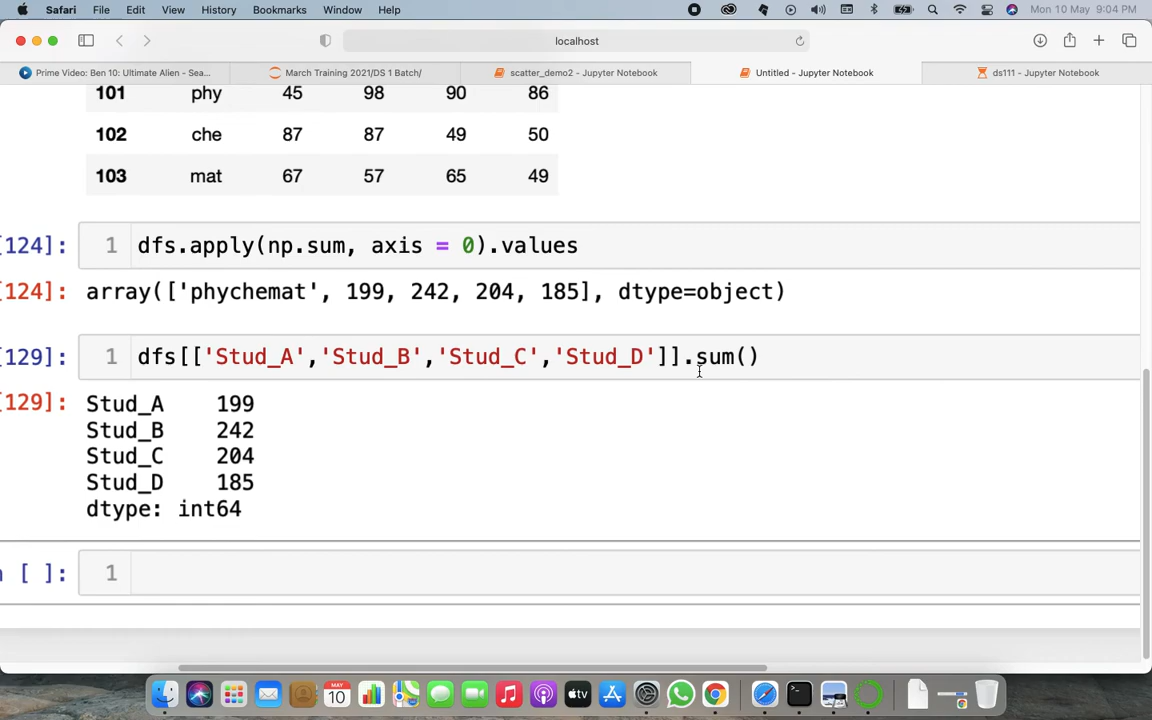 Safari File Edit View History Bookmarks Window Help Mon 10 May 9:04 PM
localhost
Prime Video: Ben 10: Ultimate Alien - Sea... March Training 2021/DS 1 Batch/ scatter_demo2 - Jupyter Notebook Untitled - Jupyter Notebook ds111 - Jupyter Notebook
101 phy 45 98 90 86
102 che 87 87 49 50
103 mat 67 57 65 49
[124]: 1 dfs.apply(np.sum, axis = 0).values
[124]: array(['phychemat', 199, 242, 204, 185], dtype=object)
[129]: 1 dfs[['Stud_A','Stud_B','Stud_C','Stud_D']].sum()
[129]: Stud_A 199
Stud_B 242
Stud_C 204
Stud_D 185
dtype: int64
n [ ]: 1
MAY
10
tv